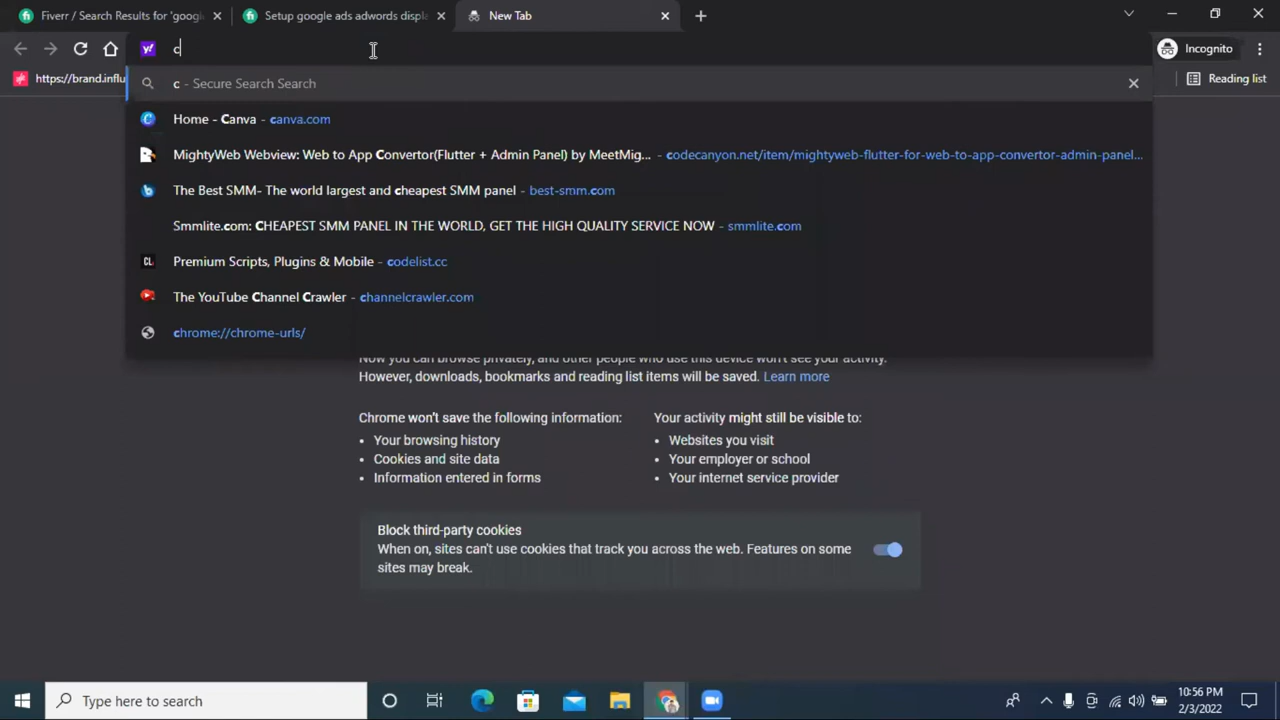 Fiverr / Search Results for 'googl
Setup google ads adwords displ
New Tab
y!
c
Incognito
https://brand.influ
Reading list
c - Secure Search Search
Home - Canva - canva.com
MightyWeb Webview: Web to App Convertor(Flutter + Admin Panel) by MeetMig... - codecanyon.net/item/mightyweb-flutter-for-web-to-app-convertor-admin-panel...
The Best SMM- The world largest and cheapest SMM panel - best-smm.com
Smmlite.com: CHEAPEST SMM PANEL IN THE WORLD, GET THE HIGH QUALITY SERVICE NOW - smmlite.com
CL Premium Scripts, Plugins & Mobile - codelist.cc
The YouTube Channel Crawler - channelcrawler.com
chrome://chrome-urls/
Now you can browse privately, and other people who use this device won't see your activity.
However, downloads, bookmarks and reading list items will be saved. Learn more
Chrome won't save the following information:
• Your browsing history
• Cookies and site data
• Information entered in forms
Your activity might still be visible to:
• Websites you visit
• Your employer or school
• Your internet service provider
Block third-party cookies
When on, sites can't use cookies that track you across the web. Features on some
sites may break.
Type here to search
10:56 PM
2/3/2022